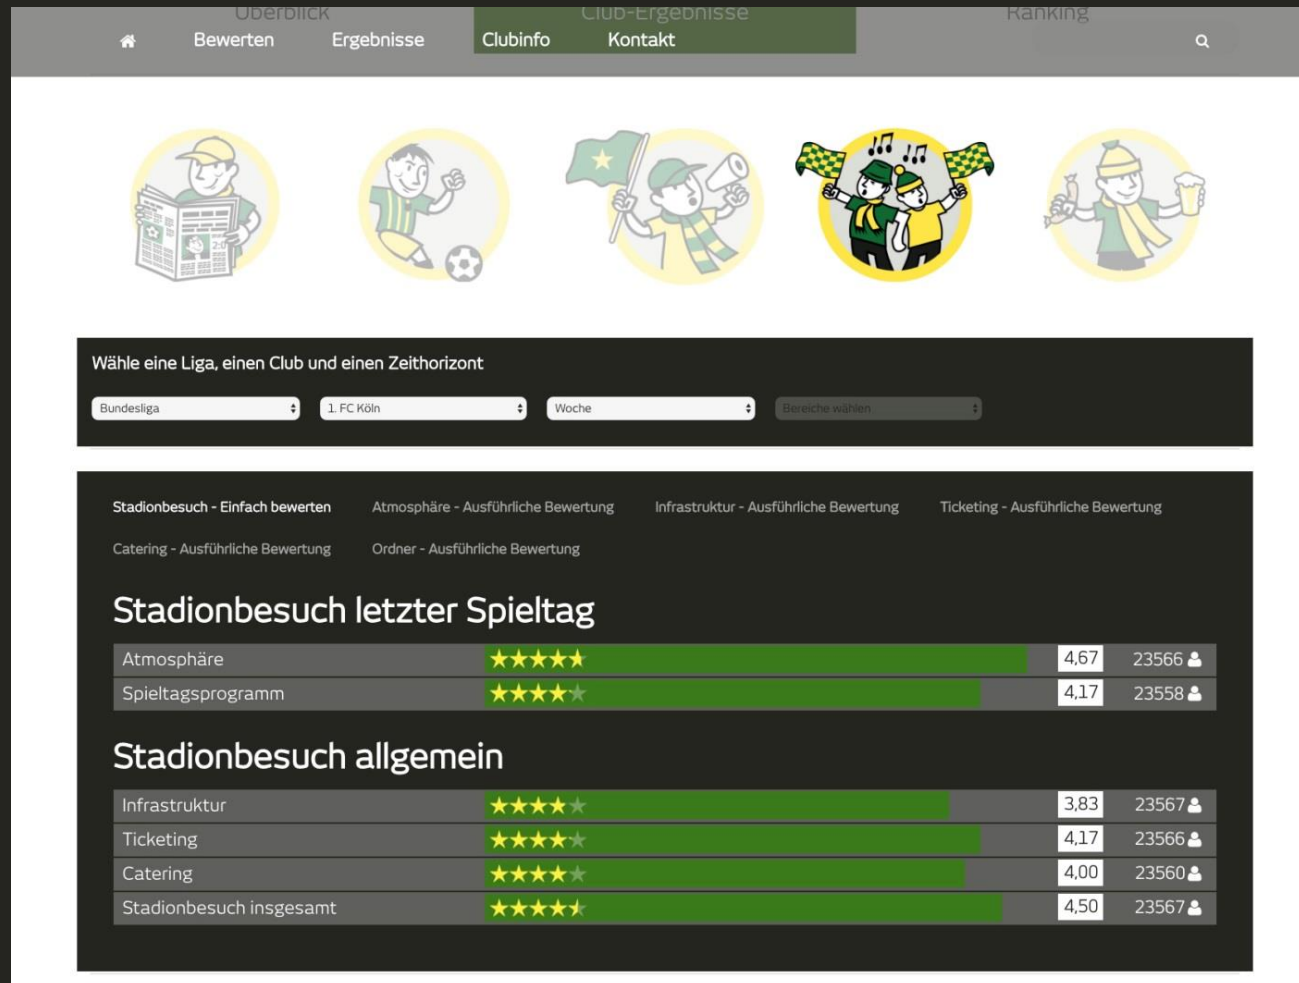 Überblick Club-Ergebnisse Ranking
Bewerten Ergebnisse Clubinfo Kontakt
2:0
Wähle eine Liga, einen Club und einen Zeithorizont
Bundesliga 1. FC Köln Woche Bereiche wählen
Stadionbesuch - Einfach bewerten Atmosphäre - Ausführliche Bewertung Infrastruktur - Ausführliche Bewertung Ticketing - Ausführliche Bewertung
Catering - Ausführliche Bewertung Ordner - Ausführliche Bewertung
Stadionbesuch letzter Spieltag
Atmosphäre 4,67 23566
Spieltagsprogramm 4,17 23558
Stadionbesuch allgemein
Infrastruktur 3,83 23567
Ticketing 4,17 23566
Catering 4,00 23560
Stadionbesuch insgesamt 4,50 23567